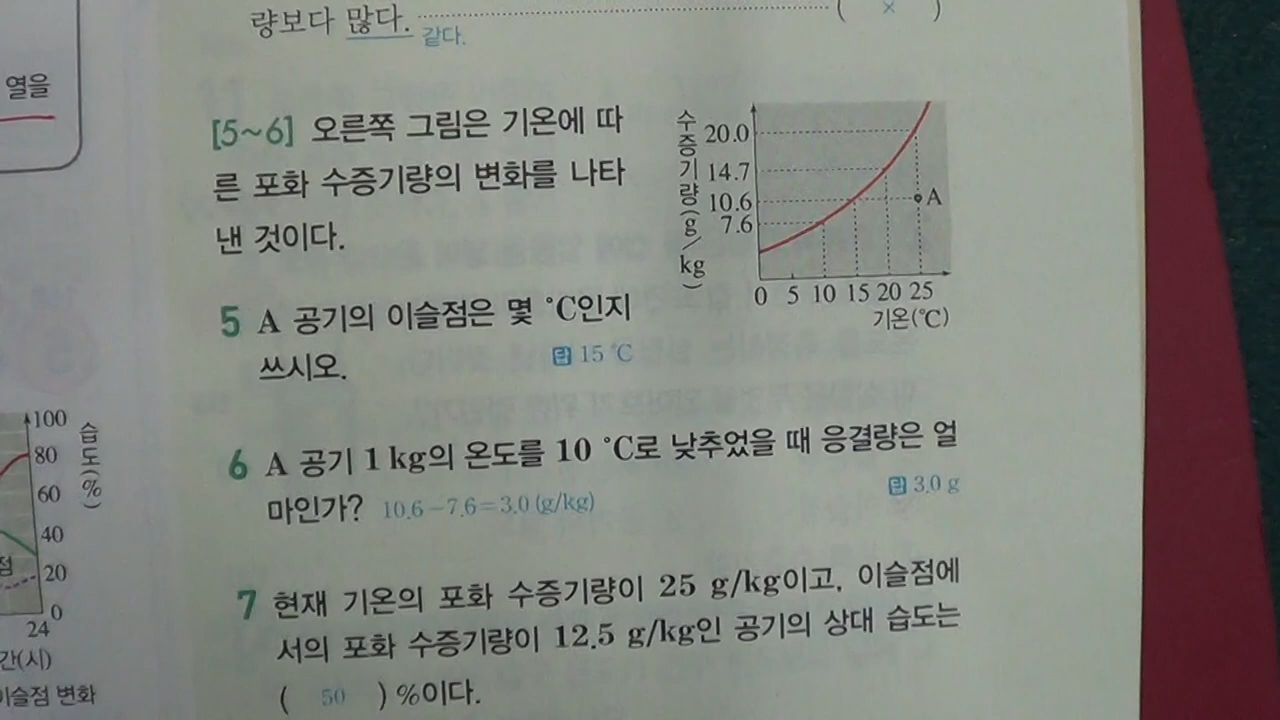 량보다 많다. ( × )
같다.
열을
[5~6] 오른쪽 그림은 기온에 따
른 포화 수증기량의 변화를 나타
낸 것이다.
수증기량(g/kg)
20.0
14.7
10.6
7.6
A
0 5 10 15 20 25
기온(℃)
5 A 공기의 이슬점은 몇 ℃인지
쓰시오. 답 15 ℃
6 A 공기 1 kg의 온도를 10 ℃로 낮추었을 때 응결량은 얼
마인가? 10.6-7.6=3.0 (g/kg) 답 3.0 g
7 현재 기온의 포화 수증기량이 25 g/kg이고, 이슬점에
서의 포화 수증기량이 12.5 g/kg인 공기의 상대 습도는
( 50 ) %이다.
100
80
60
40
20
0
습도(%)
점
24
간(시)
이슬점 변화